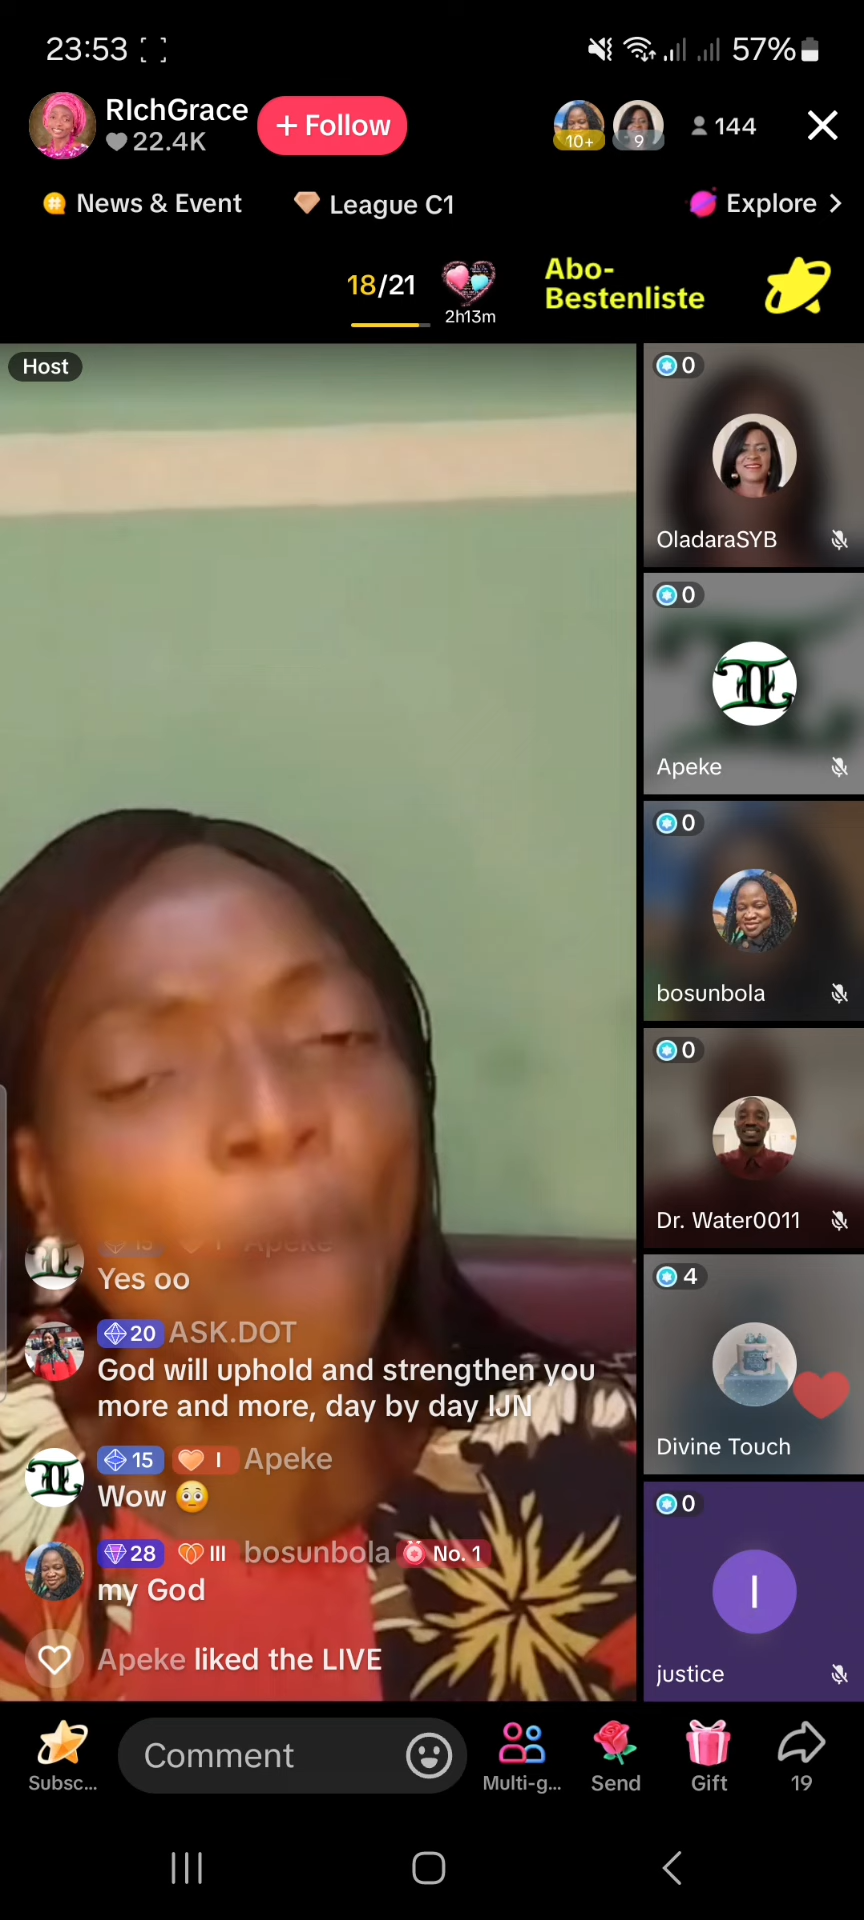 23:53
57%
RIchGrace
22.4K
+ Follow
10+
9
144
News & Event
League C1
Explore
18/21
2h13m
Abo-
Bestenliste
Host
0
OladaraSYB
0
Apeke
0
bosunbola
0
Dr. Water0011
4
Divine Touch
0
I
justice
15 I Apeke
Yes oo
20 ASK.DOT
God will uphold and strengthen you
more and more, day by day IJN
15 I Apeke
Wow 😳
28 III bosunbola No. 1
my God
Apeke liked the LIVE
Subsc...
Comment
Multi-g...
Send
Gift
19